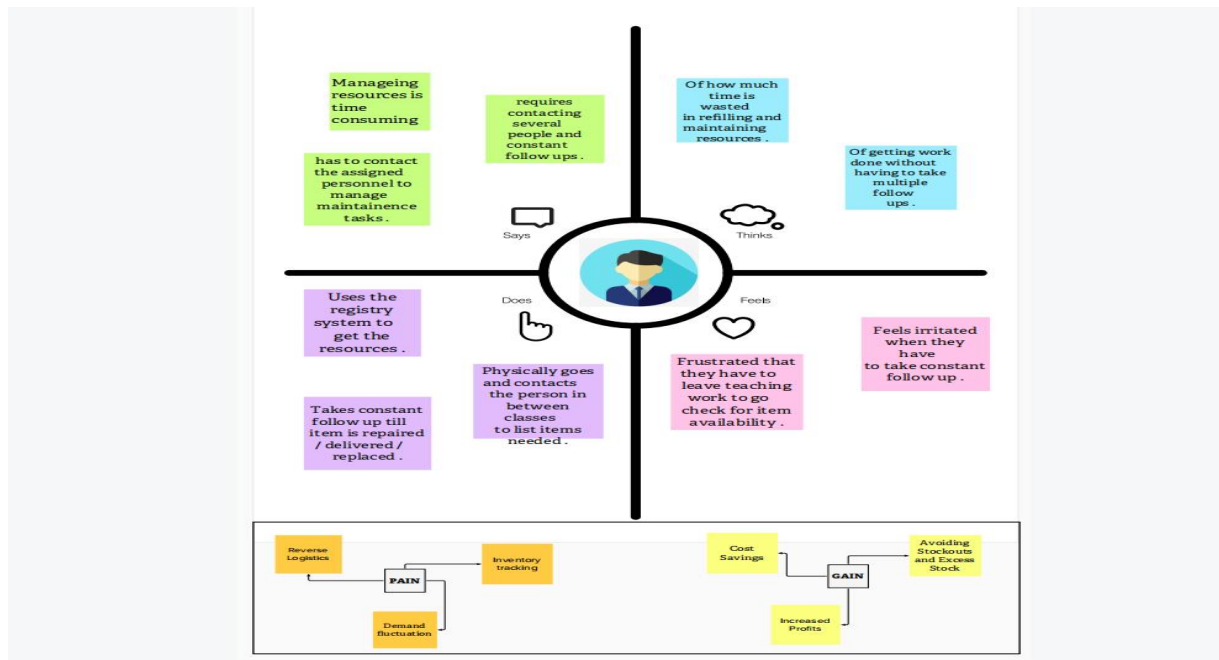 Manageing
resources is
time
consuming
requires
contacting
several
people and
constant
follow ups .
has to contact
the assigned
personnel to
manage
maintainence
tasks .
Says
Of how much
time is
wasted
in refilling and
maintaining
resources .
Of getting work
done without
having to take
multiple
follow
ups .
Thinks
Does
Uses the
registry
system to
get the
resources .
Physically goes
and contacts
the person in
between
classes
to list items
needed .
Takes constant
follow up till
item is repaired
/ delivered /
replaced .
Feels
Feels irritated
when they
have
to take constant
follow up .
Frustrated that
they have to
leave teaching
work to go
check for item
availability .
Reverse
Logistics
PAIN
Inventory
tracking
Demand
fluctuation
Cost
Savings
GAIN
Avoiding
Stockouts
and Excess
Stock
Increased
Profits